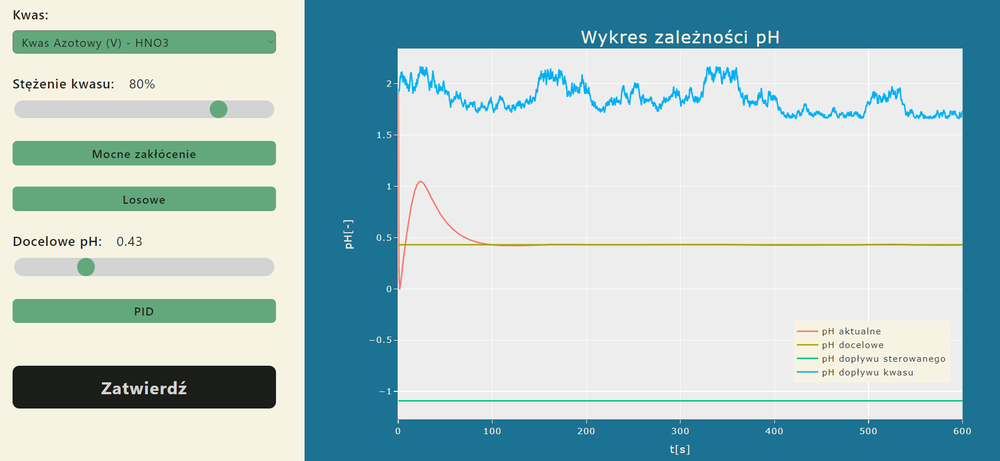 Kwas:
Kwas Azotowy (V) - HNO3
Stężenie kwasu: 80%
Mocne zakłócenie
Losowe
Docelowe pH: 0.43
PID
Zatwierdź
Wykres zależności pH
2
1.5
1
0.5
0
−0.5
−1
pH[-]
0 100 200 300 400 500 600
t[s]
pH aktualne
pH docelowe
pH dopływu sterowanego
pH dopływu kwasu